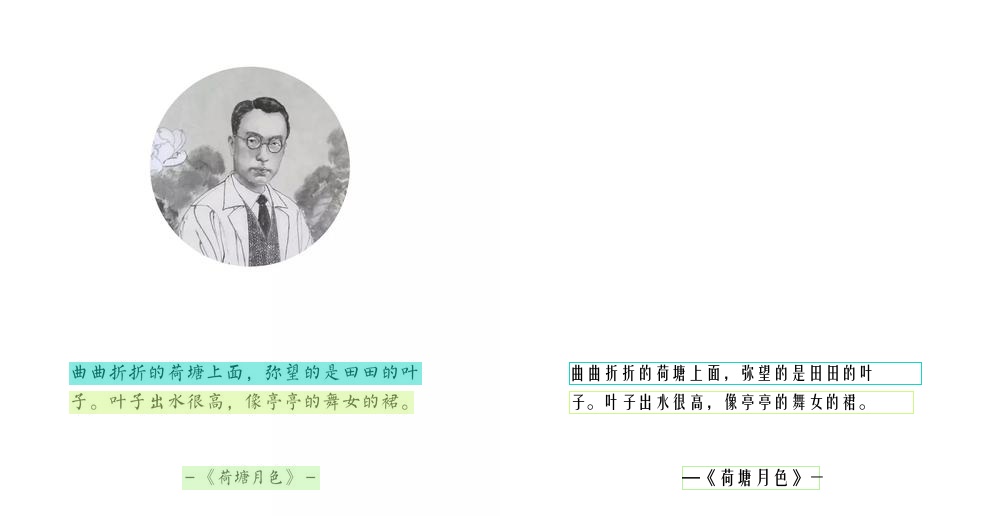 曲曲折折的荷塘上面，弥望的是田田的叶
子。叶子出水很高，像亭亭的舞女的裙。
—《荷塘月色》—
曲曲折折的荷塘上面，弥望的是田田的叶
子。叶子出水很高，像亭亭的舞女的裙。
—《荷塘月色》—